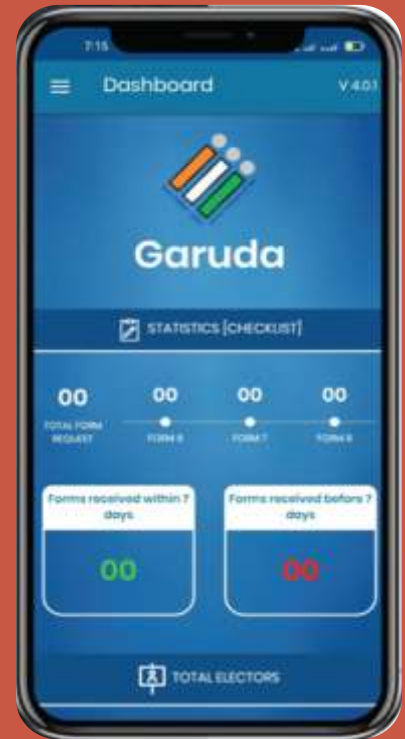 7:15
Dashboard
V 4.0.1
Garuda
STATISTICS [CHECKLIST]
00
00
00
00
TOTAL FORM
REQUEST
FORM 6
FORM 7
FORM 8
Forms received within 7
days
Forms received before 7
days
00
00
TOTAL ELECTORS